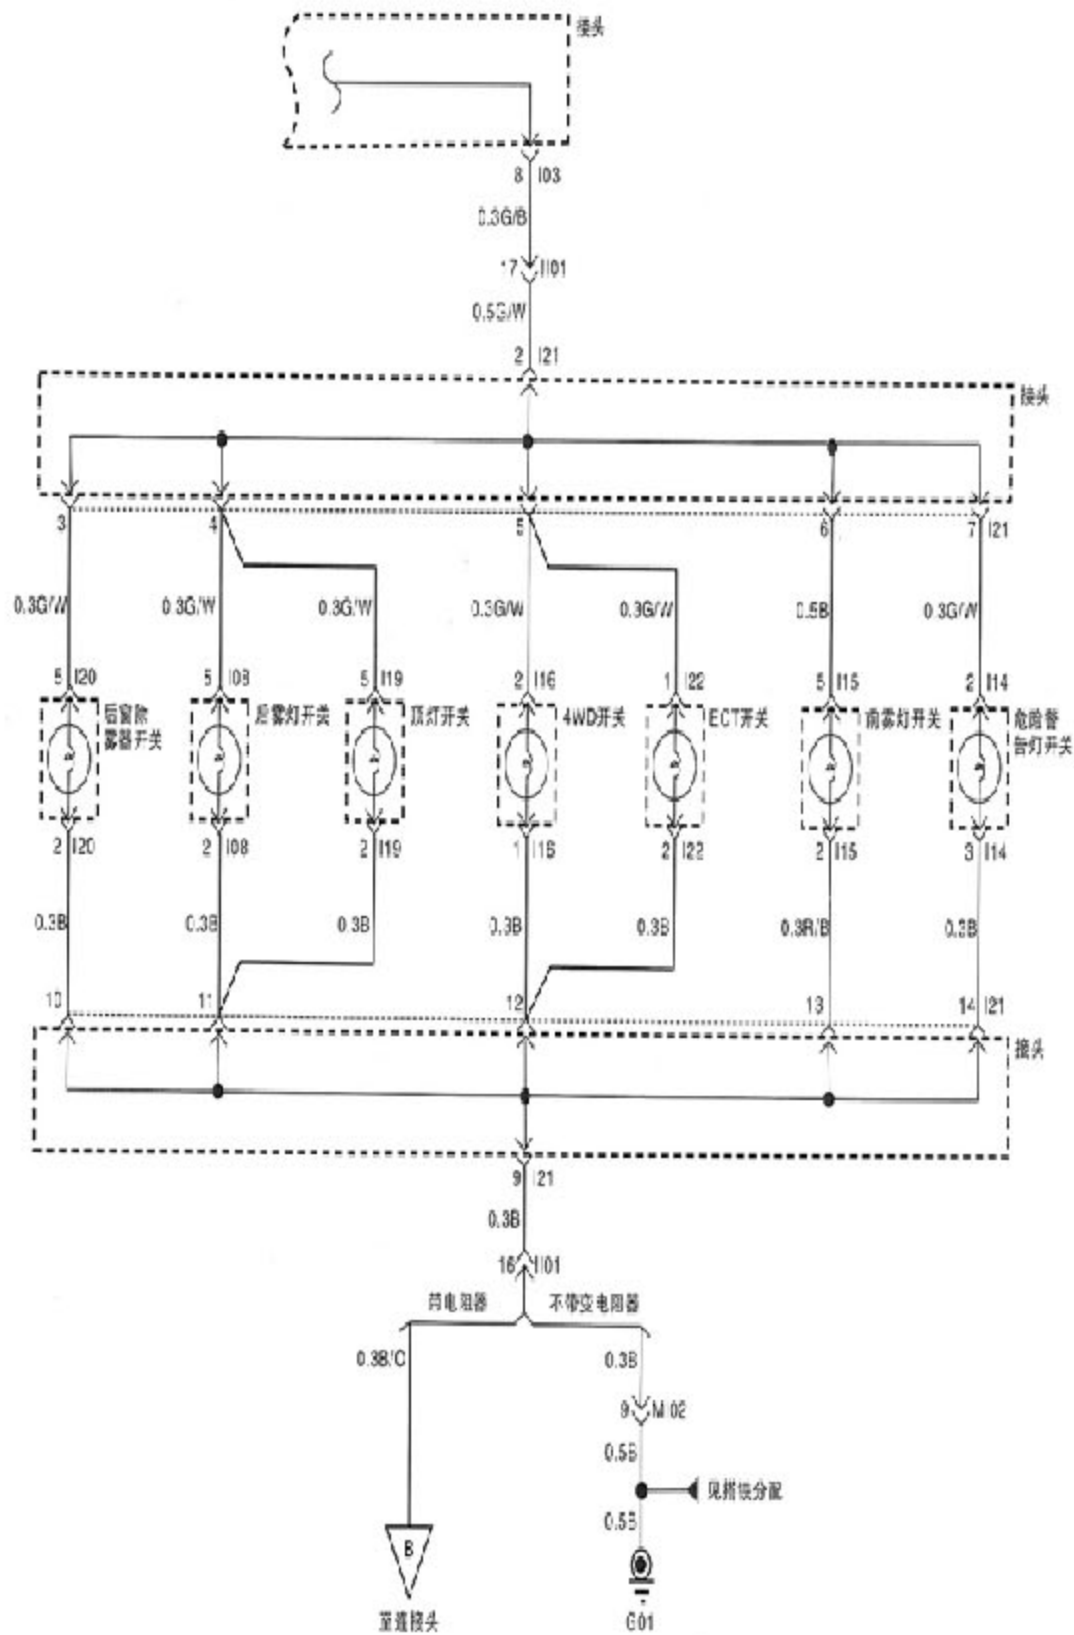 接头
8 I03
0.3G/B
17 II01
0.5G/W
2 I21
接头
3 4 5 6 7 I21
0.3G/W 0.3G/W 0.3G/W 0.3G/W 0.3G/W 0.5B 0.3G/W
5 I20 5 I08 5 I19 2 I16 1 I22 5 I15 2 I14
后窗除 后雾灯开关 顶灯开关 4WD开关 ECT开关 前雾灯开关 危险警
雾器开关 告灯开关
2 I20 2 I08 2 I19 1 I16 2 I22 2 I15 3 I14
0.3B 0.3B 0.3B 0.3B 0.3B 0.3R/B 0.3B
10 11 12 13 14 I21
接头
9 I21
0.3B
16 II01
带电阻器 不带变电阻器
0.3B/O 0.3B
9 MI02
0.5B
见搭铁分配
0.5B
B
至连接头 G01